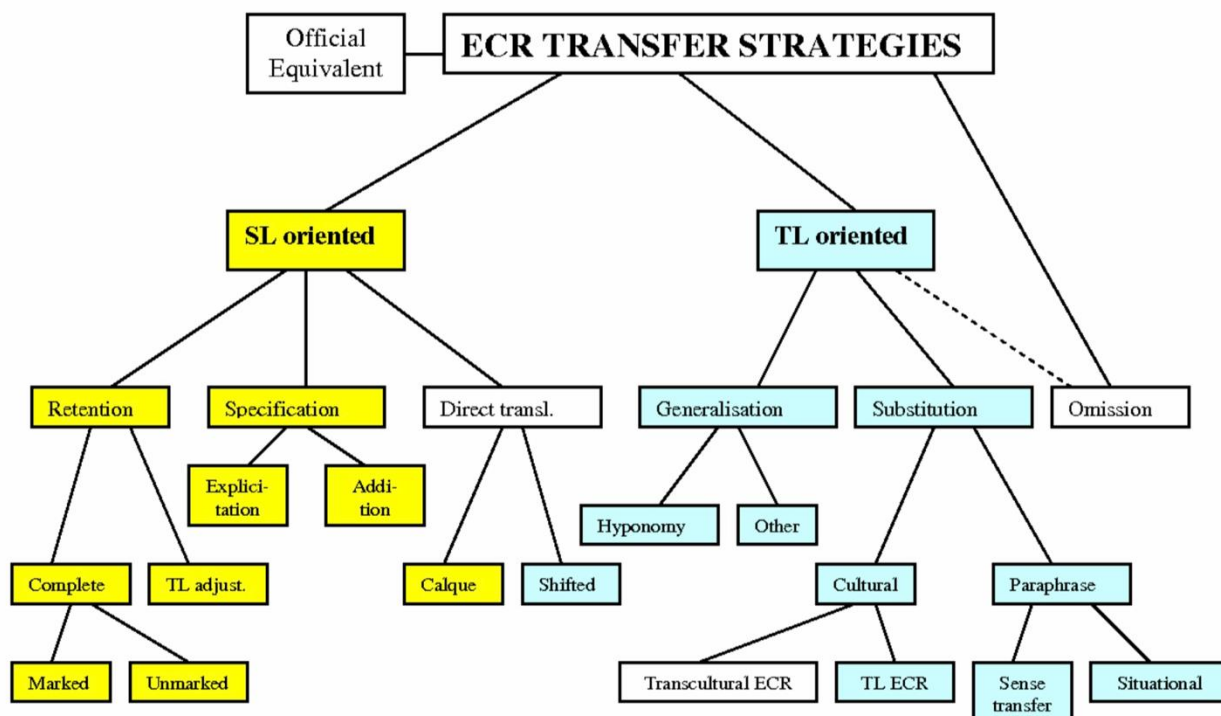 Official
Equivalent
ECR TRANSFER STRATEGIES
SL oriented
TL oriented
Retention
Specification
Direct transl.
Generalisation
Substitution
Omission
Explici-
tation
Addi-
tion
Hyponomy
Other
Complete
TL adjust.
Calque
Shifted
Cultural
Paraphrase
Marked
Unmarked
Transcultural ECR
TL ECR
Sense
transfer
Situational